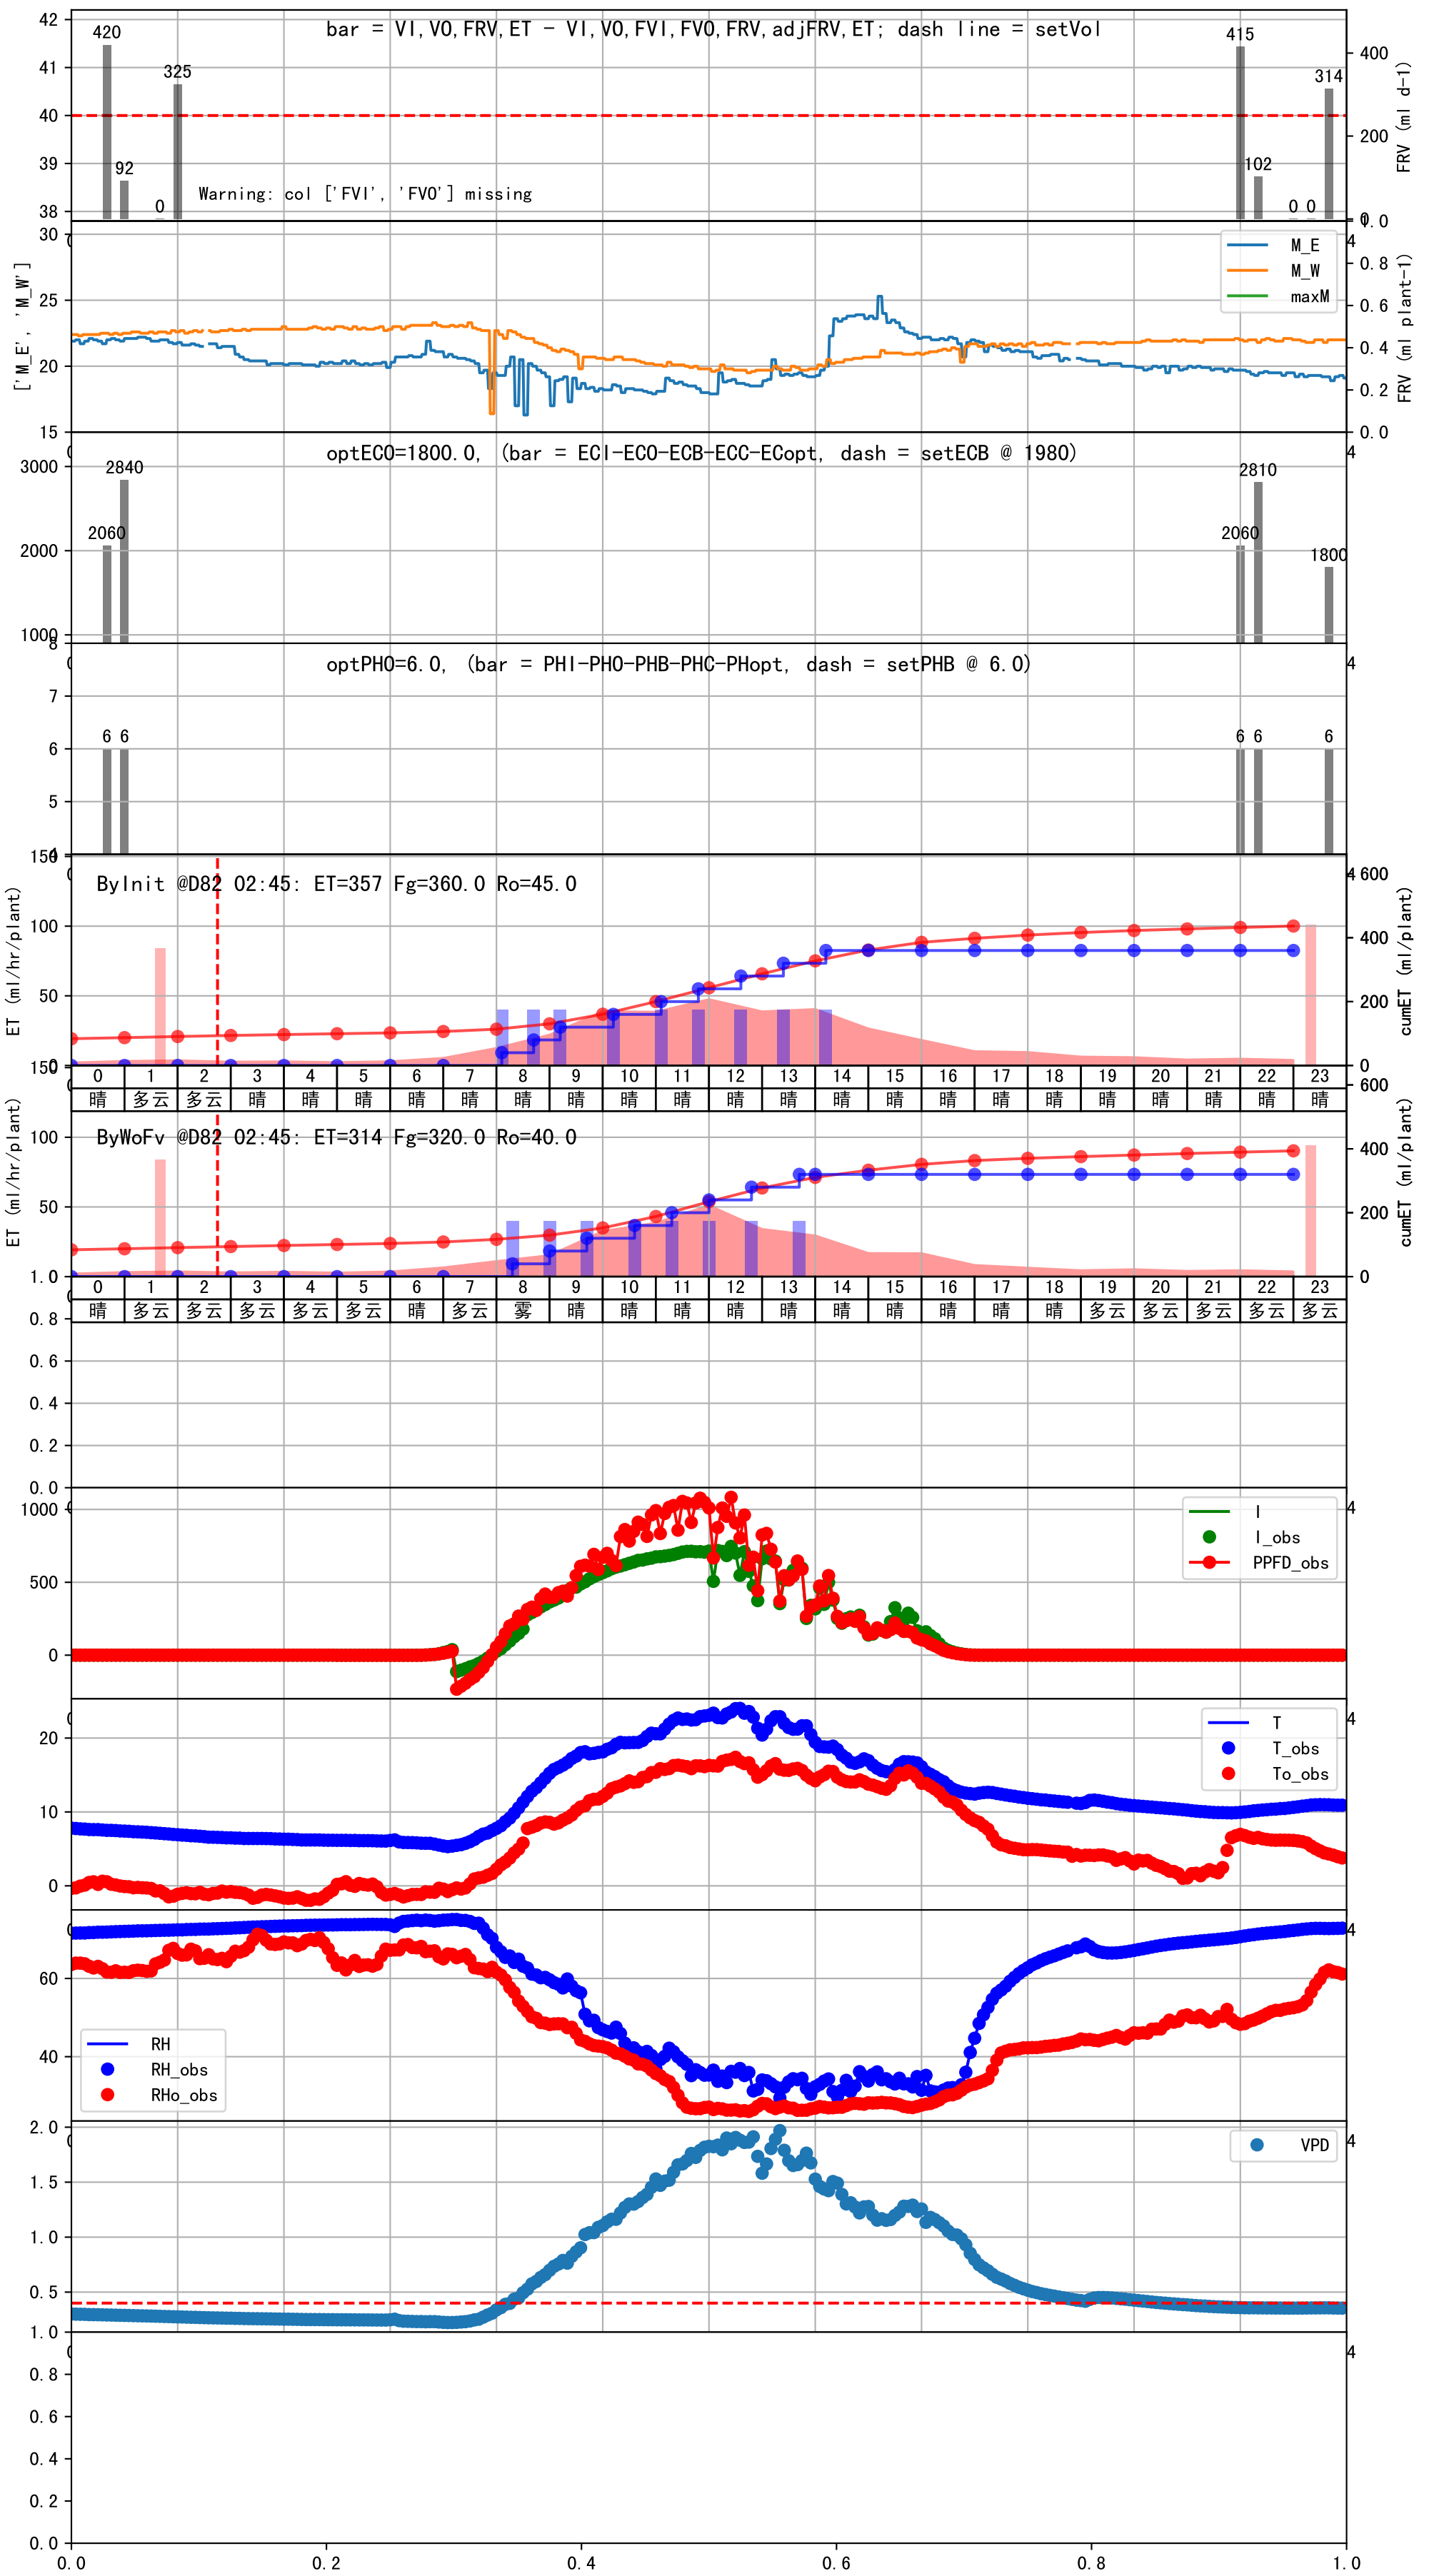 bar = VI,VO,FRV,ET - VI,VO,FVI,FVO,FRV,adjFRV,ET; dash line = setVol
42
41
40
39
38
420
92
0
325
415
102
0
0
314
Warning: col ['FVI', 'FVO'] missing
400
200
0
FRV (ml d-1)
['M_E', 'M_W']
30
25
20
15
M_E
M_W
maxM
1.0
0.8
0.6
0.4
0.2
0.0
FRV (ml plant-1)
optECO=1800.0, (bar = ECI-ECO-ECB-ECC-ECopt, dash = setECB @ 1980)
3000
2000
1000
2060
2840
2060
2810
1800
4
optPHO=6.0, (bar = PHI-PHO-PHB-PHC-PHopt, dash = setPHB @ 6.0)
8
7
6
5
4
6 6
6 6
6
4
ByInit @D82 02:45: ET=357 Fg=360.0 Ro=45.0
ET (ml/hr/plant)
150
100
50
0
600
400
200
0
cumET (ml/plant)
0 1 2 3 4 5 6 7 8 9 10 11 12 13 14 15 16 17 18 19 20 21 22 23
晴 多云 多云 晴 晴 晴 晴 晴 晴 晴 晴 晴 晴 晴 晴 晴 晴 晴 晴 晴 晴 晴 晴 晴
ByWoFv @D82 02:45: ET=314 Fg=320.0 Ro=40.0
ET (ml/hr/plant)
150
100
50
600
400
200
0
cumET (ml/plant)
0 1 2 3 4 5 6 7 8 9 10 11 12 13 14 15 16 17 18 19 20 21 22 23
晴 多云 多云 多云 多云 多云 晴 多云 雾 晴 晴 晴 晴 晴 晴 晴 晴 晴 晴 多云 多云 多云 多云 多云
1.0
0.8
0.6
0.4
0.2
0.0
1000
500
0
I
I_obs
PPFD_obs
4
20
10
0
T
T_obs
To_obs
4
60
40
RH
RH_obs
RHo_obs
4
2.0
1.5
1.0
0.5
VPD
4
1.0
0.8
0.6
0.4
0.2
0.0
4
0.0 0.2 0.4 0.6 0.8 1.0